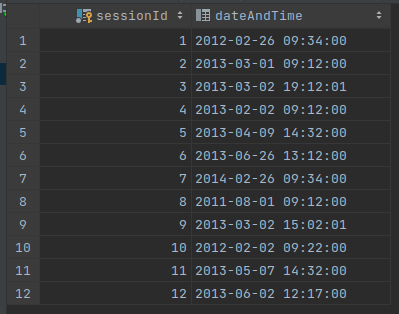 sessionId dateAndTime
1 1 2012-02-26 09:34:00
2 2 2013-03-01 09:12:00
3 3 2013-03-02 19:12:01
4 4 2013-02-02 09:12:00
5 5 2013-04-09 14:32:00
6 6 2013-06-26 13:12:00
7 7 2014-02-26 09:34:00
8 8 2011-08-01 09:12:00
9 9 2013-03-02 15:02:01
10 10 2012-02-02 09:22:00
11 11 2013-05-07 14:32:00
12 12 2013-06-02 12:17:00